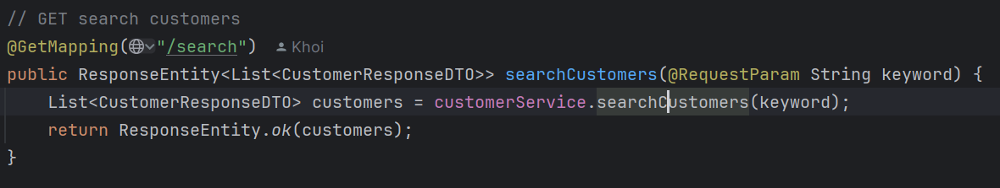 // GET search customers
@GetMapping("/search") Khoi
public ResponseEntity<List<CustomerResponseDTO>> searchCustomers(@RequestParam String keyword) {
    List<CustomerResponseDTO> customers = customerService.searchCustomers(keyword);
    return ResponseEntity.ok(customers);
}